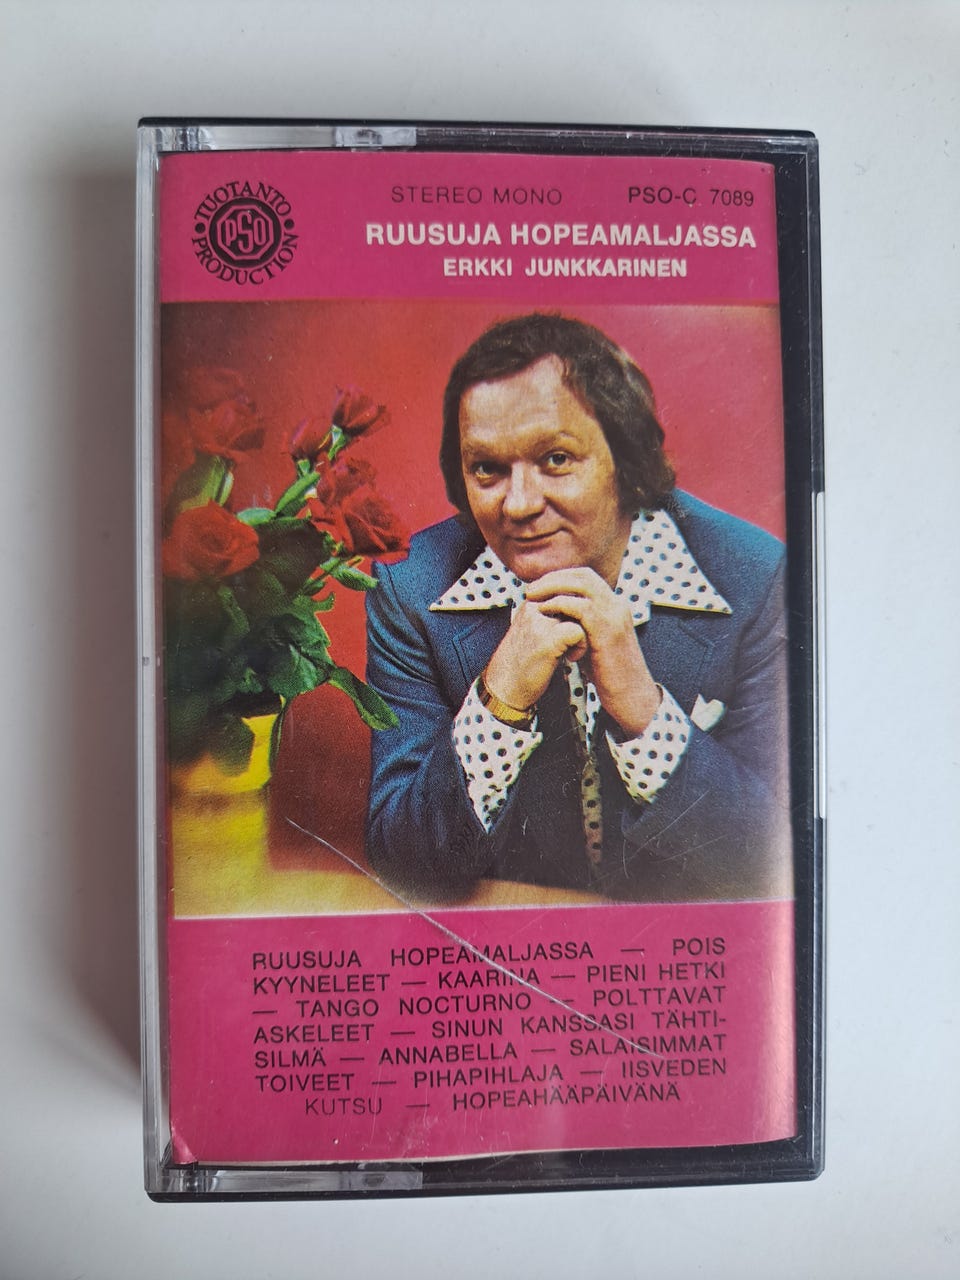 TUOTANTO
PSO
PRODUCTION
STEREO MONO PSO-C 7089
RUUSUJA HOPEAMALJASSA
ERKKI JUNKKARINEN
RUUSUJA HOPEAMALJASSA — POIS
KYYNELEET — KAARINA — PIENI HETKI
— TANGO NOCTURNO — POLTTAVAT
ASKELEET — SINUN KANSSASI TÄHTI-
SILMÄ — ANNABELLA — SALAISIMMAT
TOIVEET — PIHAPIHLAJA — IISVEDEN
KUTSU — HOPEAHÄÄPÄIVÄNÄ